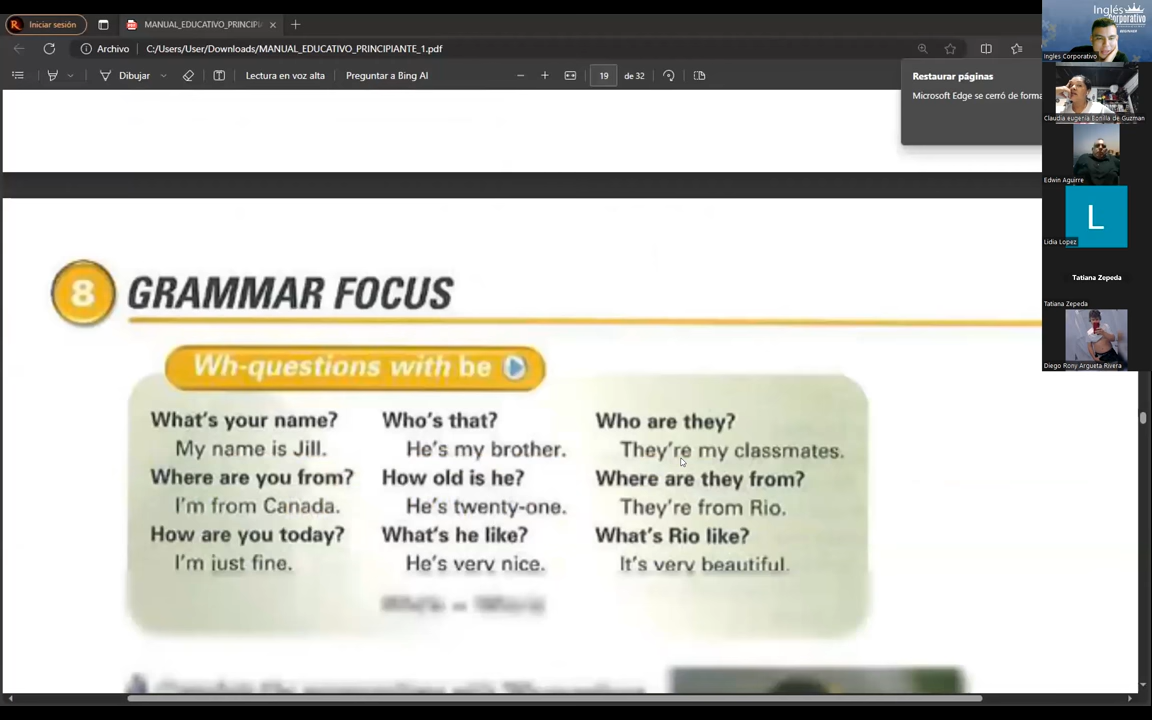 Iniciar sesión
MANUAL_EDUCATIVO_PRINCIPI
Archivo
C:/Users/User/Downloads/MANUAL_EDUCATIVO_PRINCIPIANTE_1.pdf
Dibujar
Lectura en voz alta
Preguntar a Bing AI
19
de 32
Restaurar páginas
Microsoft Edge se cerró de forma
Inglés
Corporativo
BEGINNER
Ingles Corporativo
Claudia eugenia Bonilla de Guzman
Edwin Aguirre
L
Lidia Lopez
Tatiana Zepeda
Tatiana Zepeda
Diego Rony Argueta Rivera
8
GRAMMAR FOCUS
Wh-questions with be
What's your name?
My name is Jill.
Where are you from?
I'm from Canada.
How are you today?
I'm just fine.
Who's that?
He's my brother.
How old is he?
He's twenty-one.
What's he like?
He's very nice.
Who are they?
They're my classmates.
Where are they from?
They're from Rio.
What's Rio like?
It's very beautiful.